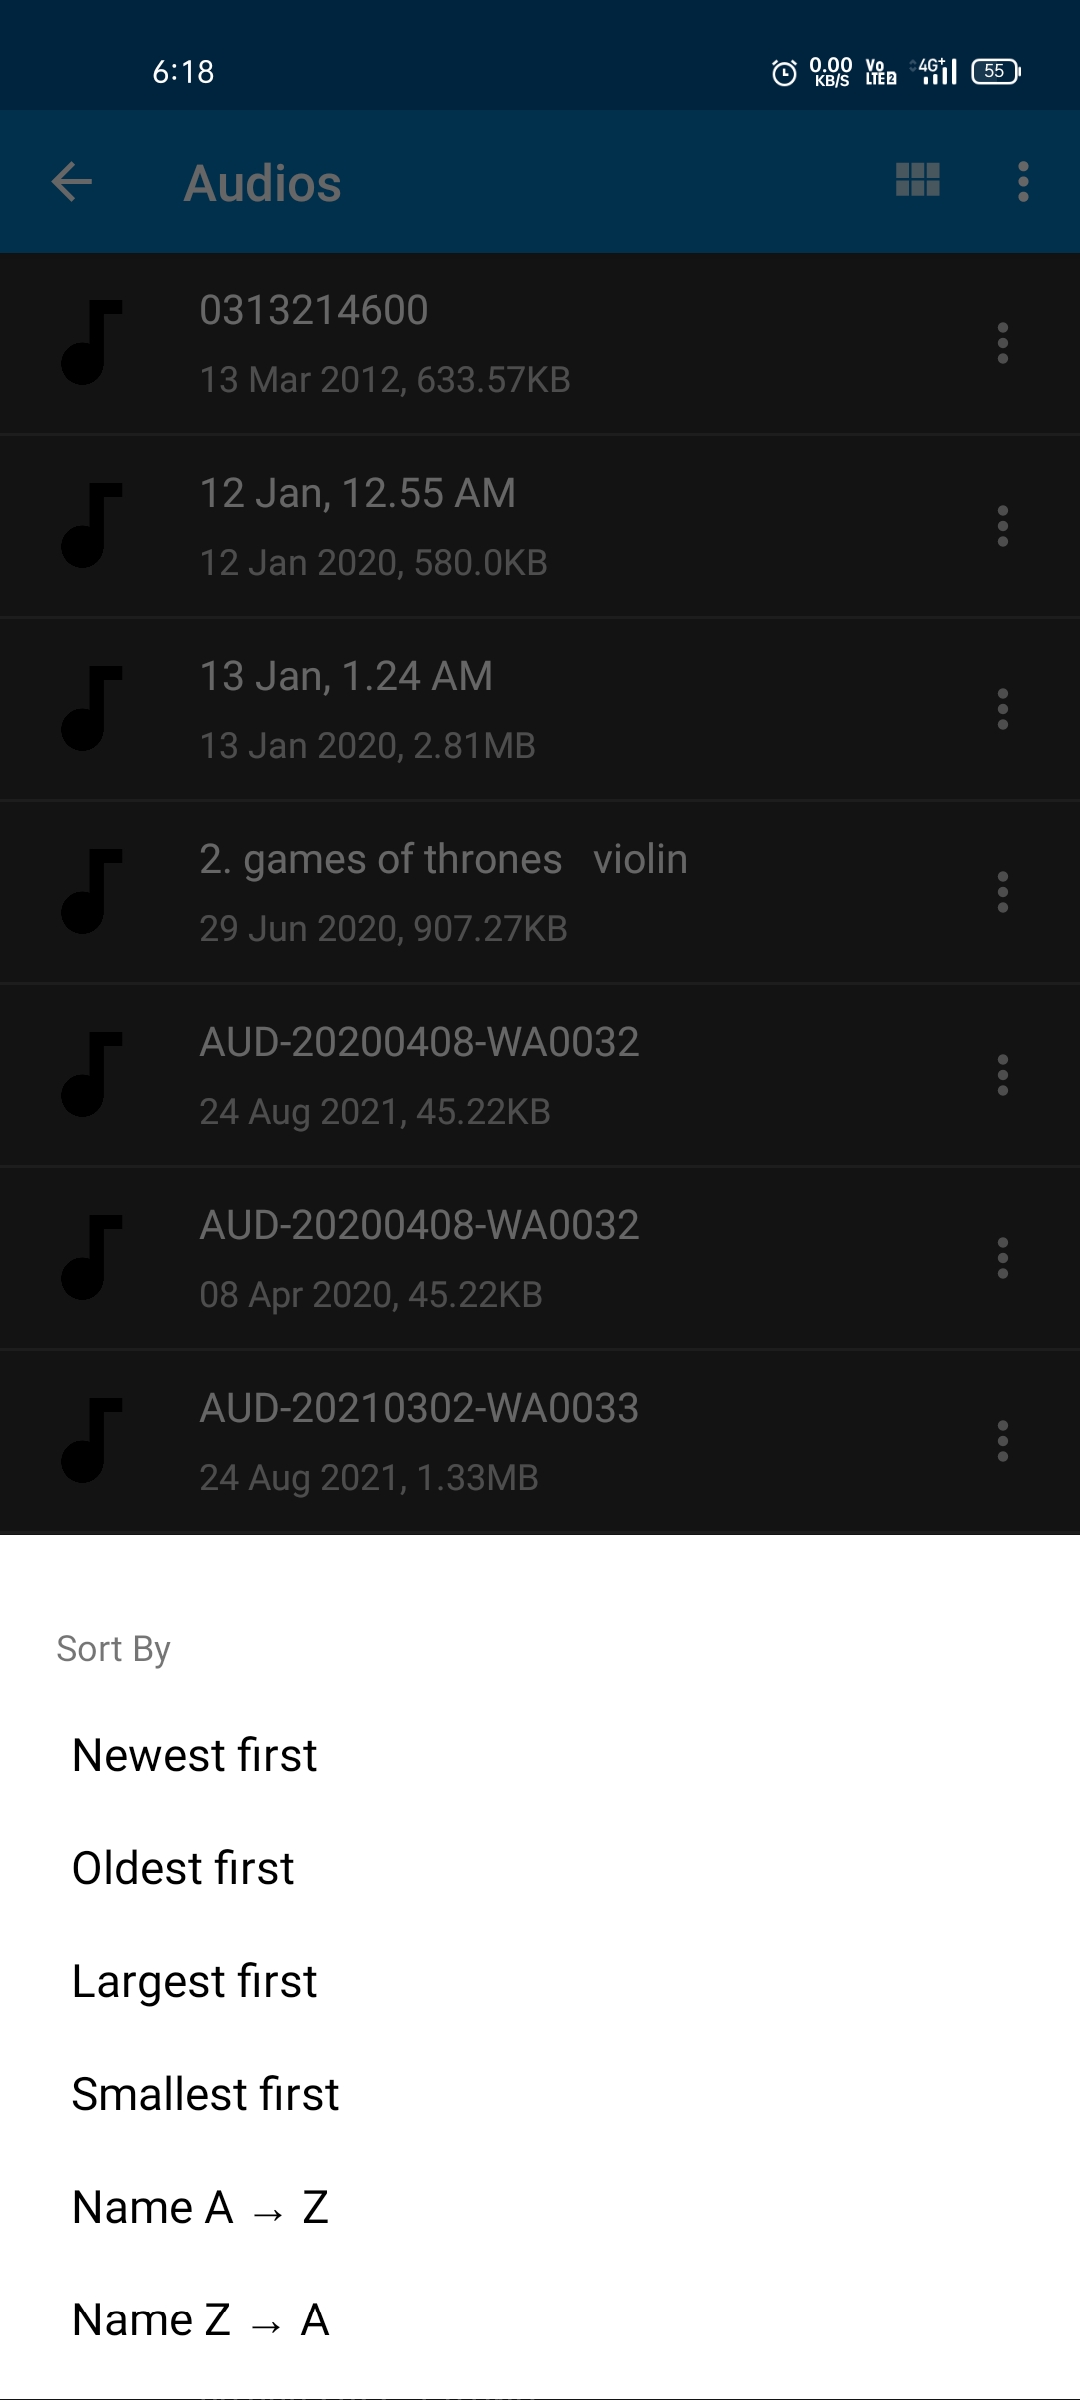 6:18
0.00 KB/S Vo LTE2 4G+ 55
Audios
0313214600
13 Mar 2012, 633.57KB
12 Jan, 12.55 AM
12 Jan 2020, 580.0KB
13 Jan, 1.24 AM
13 Jan 2020, 2.81MB
2. games of thrones   violin
29 Jun 2020, 907.27KB
AUD-20200408-WA0032
24 Aug 2021, 45.22KB
AUD-20200408-WA0032
08 Apr 2020, 45.22KB
AUD-20210302-WA0033
24 Aug 2021, 1.33MB
Sort By
Newest first
Oldest first
Largest first
Smallest first
Name A → Z
Name Z → A